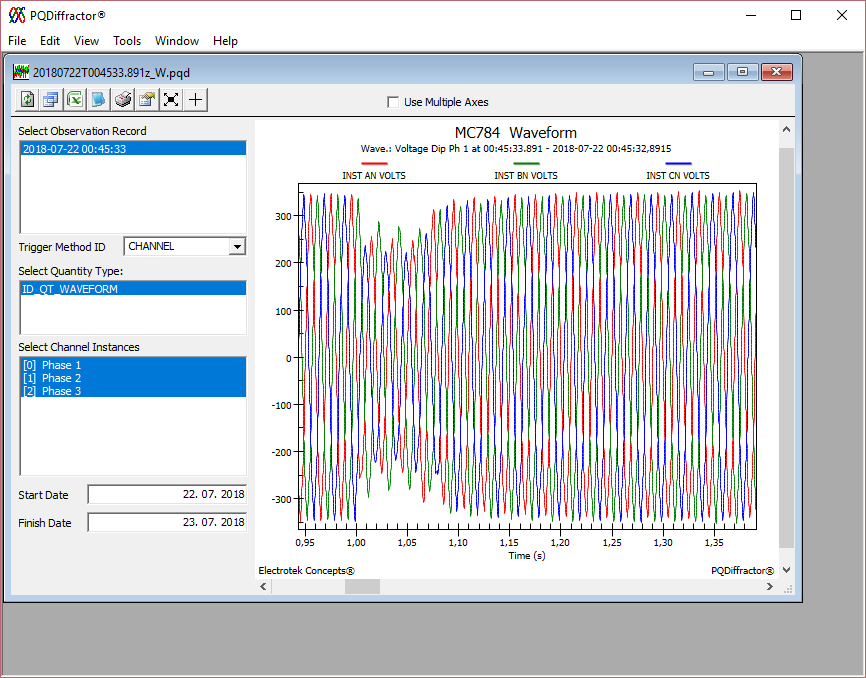 PQDiffractor®
File Edit View Tools Window Help
20180722T004533.891z_W.pqd
Use Multiple Axes
Select Observation Record
2018-07-22 00:45:33
Trigger Method ID CHANNEL
Select Quantity Type:
ID_QT_WAVEFORM
Select Channel Instances
[0] Phase 1
[1] Phase 2
[2] Phase 3
Start Date 22. 07. 2018
Finish Date 23. 07. 2018
MC784 Waveform
Wave.: Voltage Dip Ph 1 at 00:45:33.891 - 2018-07-22 00:45:32,8915
INST AN VOLTS INST BN VOLTS INST CN VOLTS
300
200
100
0
-100
-200
-300
0,95 1,00 1,05 1,10 1,15 1,20 1,25 1,30 1,35
Time (s)
Electrotek Concepts® PQDiffractor®